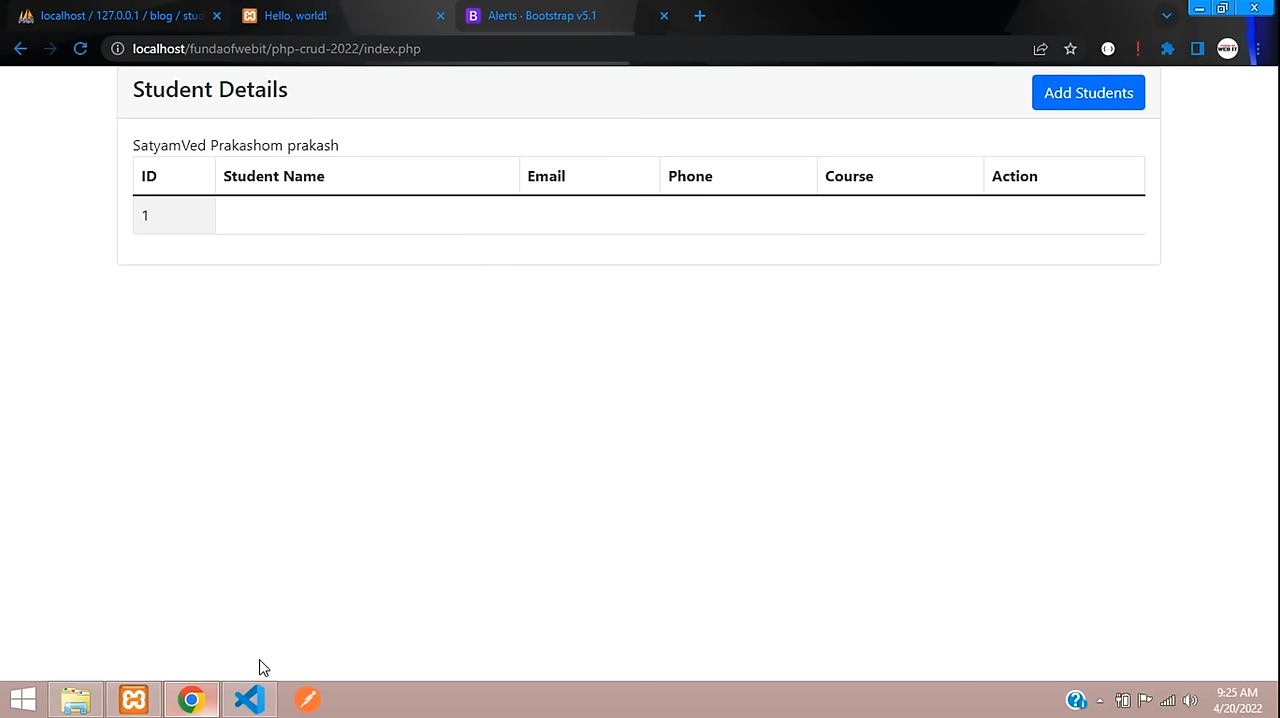 localhost / 127.0.0.1 / blog / stud
Hello, world!
B Alerts · Bootstrap v5.1
localhost/fundaofwebit/php-crud-2022/index.php
Student Details
Add Students
SatyamVed Prakashom prakash
ID Student Name Email Phone Course Action
1
9:25 AM
4/20/2022